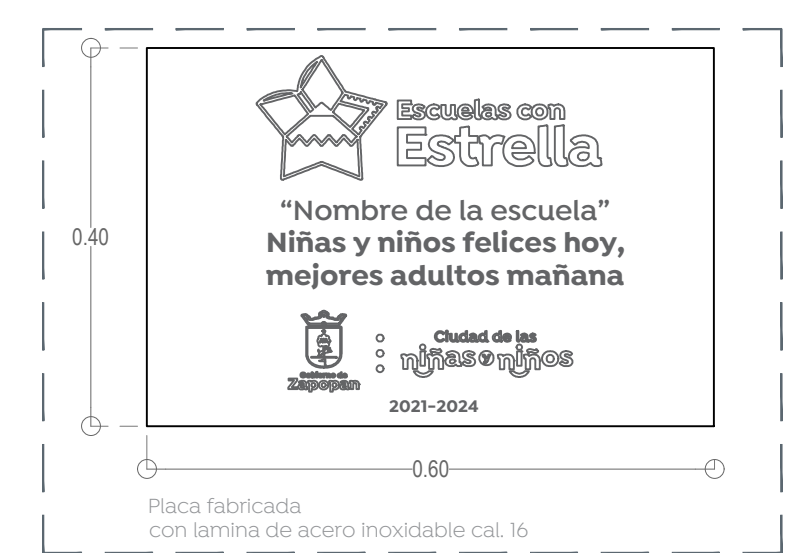 Escuelas con
Estrella
“Nombre de la escuela”
Niñas y niños felices hoy,
mejores adultos mañana
0.40
Gobierno de
Zapopan
Ciudad de las
niñas y niños
2021-2024
0.60
Placa fabricada
con lamina de acero inoxidable cal. 16